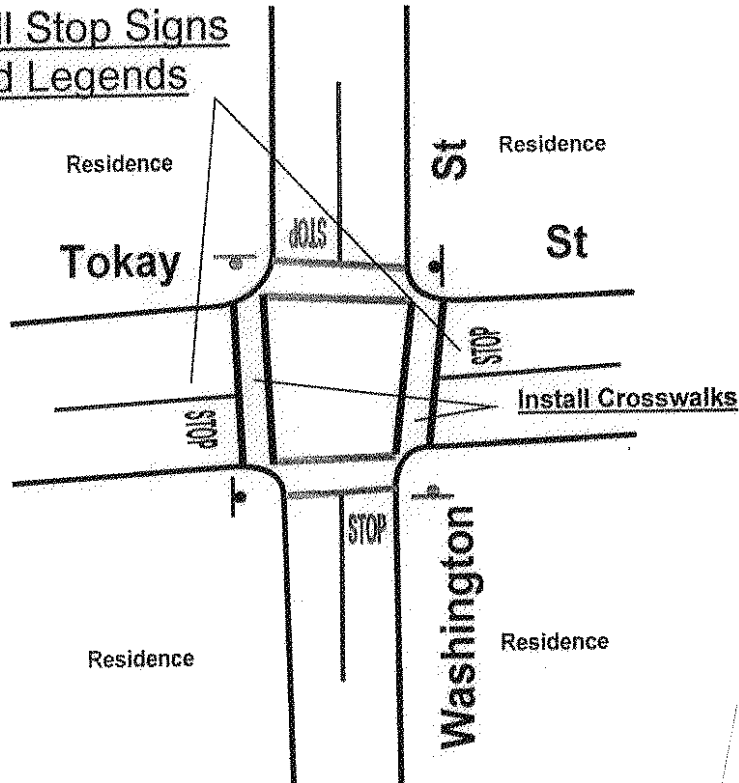 ll Stop Signs
d Legends
Residence
St
Residence
STOP
Tokay
St
STOP
STOP
Install Crosswalks
STOP
Washington
Residence
Residence